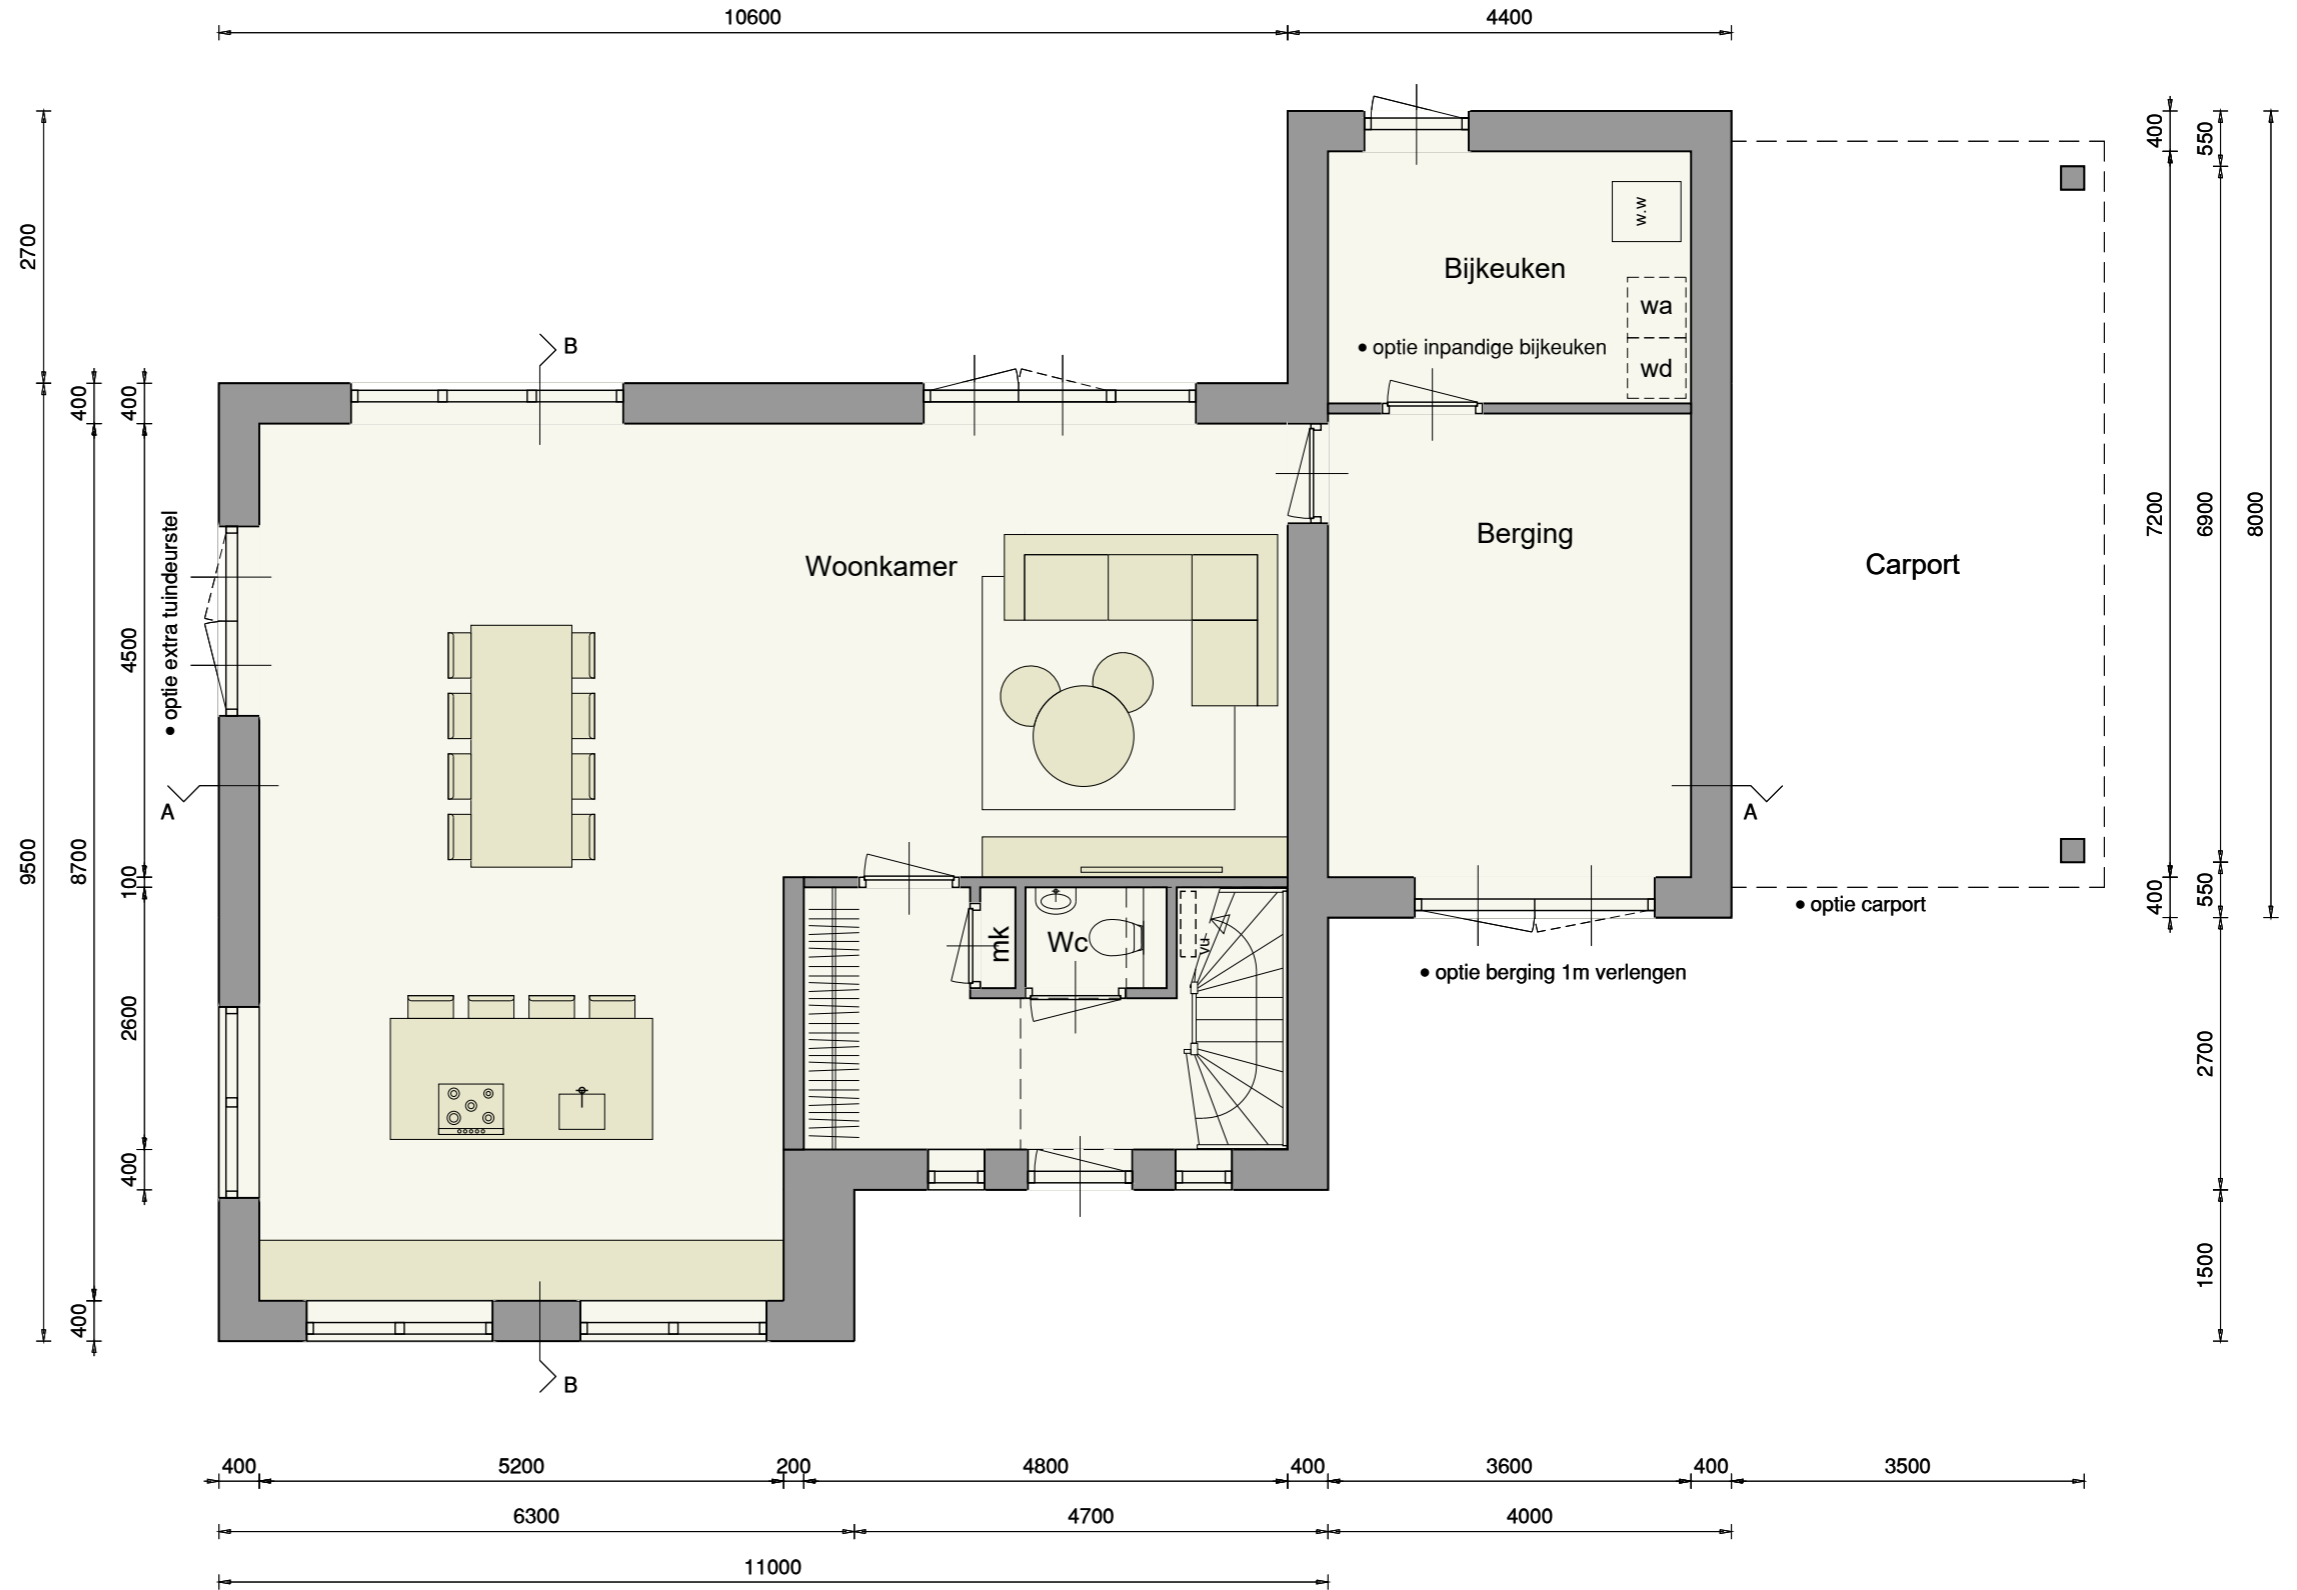 10600
4400
2700
400
400
400
550
B
w.w
Bijkeuken
wa
• optie inpandige bijkeuken
wd
Berging
Woonkamer
Carport
7200
6900
8000
• optie extra tuindeurstel
4500
A
A
9500
8700
100
400
550
• optie carport
mk
Wc
vu
• optie berging 1m verlengen
2600
2700
400
1500
400
B
400
5200
200
4800
400
3600
400
3500
6300
4700
4000
11000